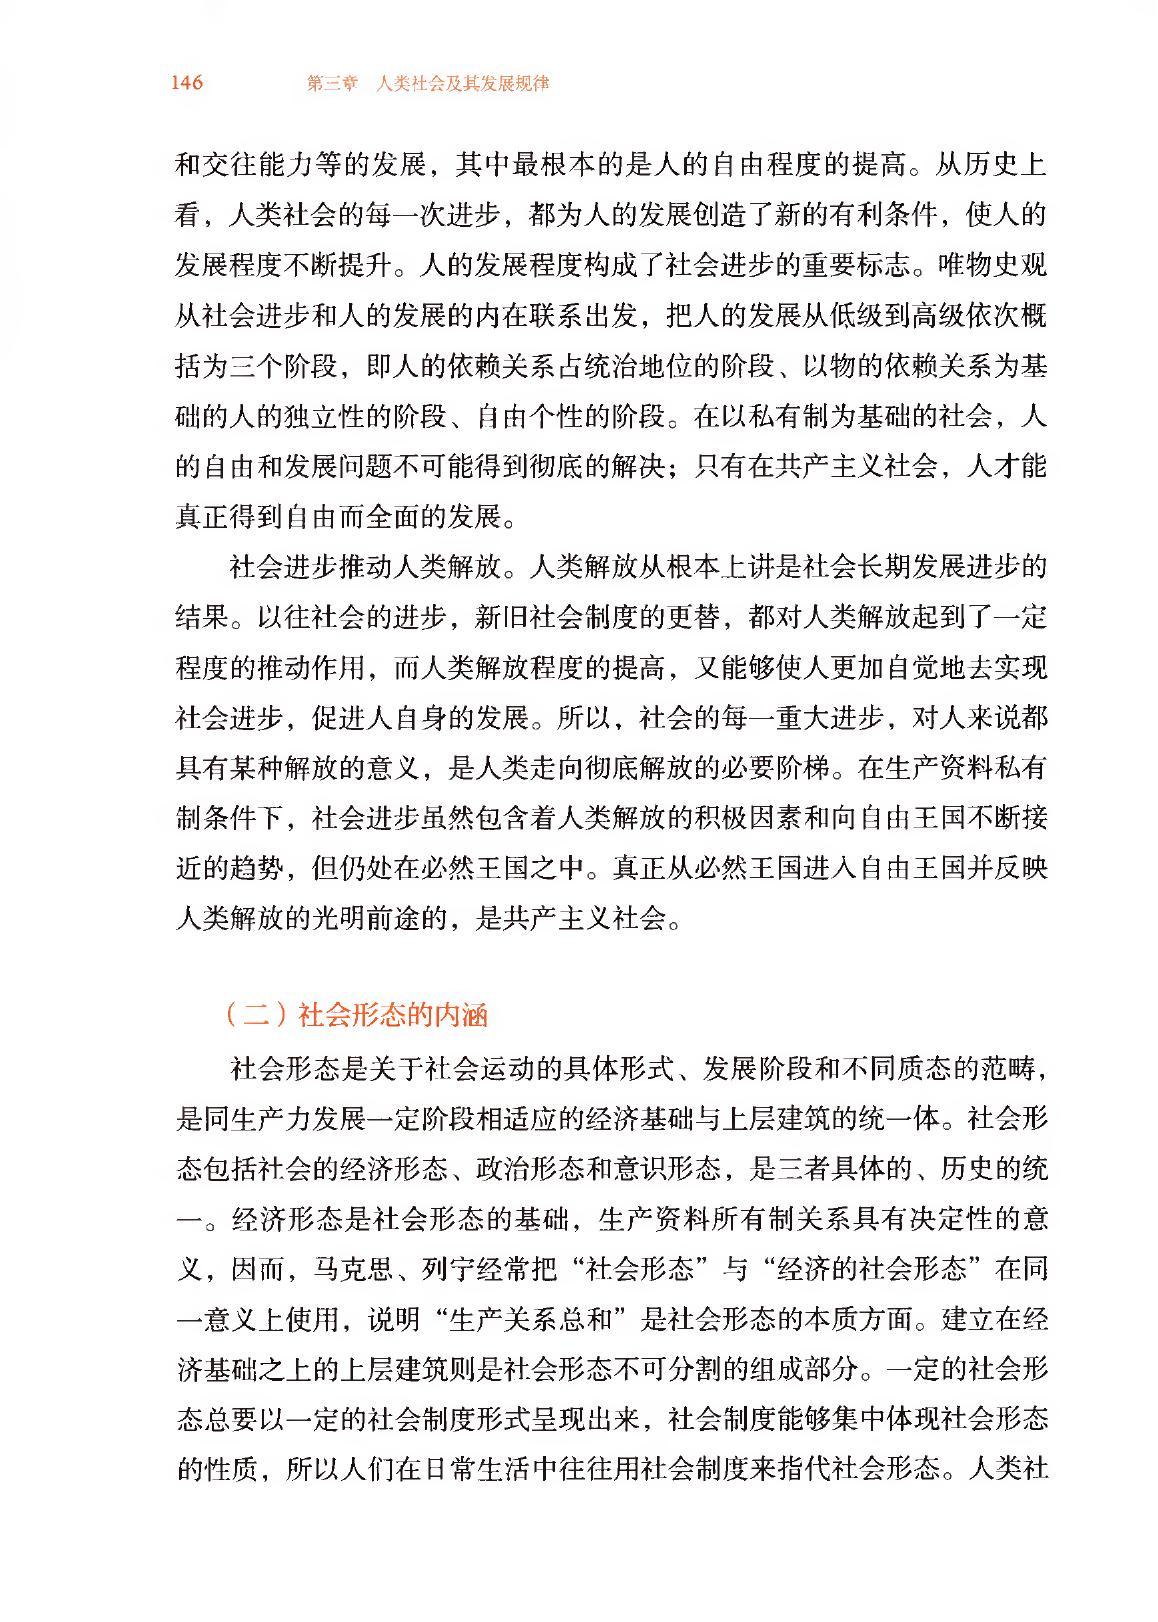 146 第三章 人类社会及其发展规律
和交往能力等的发展，其中最根本的是人的自由程度的提高。从历史上
看，人类社会的每一次进步，都为人的发展创造了新的有利条件，使人的
发展程度不断提升。人的发展程度构成了社会进步的重要标志。唯物史观
从社会进步和人的发展的内在联系出发，把人的发展从低级到高级依次概
括为三个阶段，即人的依赖关系占统治地位的阶段、以物的依赖关系为基
础的人的独立性的阶段、自由个性的阶段。在以私有制为基础的社会，人
的自由和发展问题不可能得到彻底的解决；只有在共产主义社会，人才能
真正得到自由而全面的发展。
社会进步推动人类解放。人类解放从根本上讲是社会长期发展进步的
结果。以往社会的进步，新旧社会制度的更替，都对人类解放起到了一定
程度的推动作用，而人类解放程度的提高，又能够使人更加自觉地去实现
社会进步，促进人自身的发展。所以，社会的每一重大进步，对人来说都
具有某种解放的意义，是人类走向彻底解放的必要阶梯。在生产资料私有
制条件下，社会进步虽然包含着人类解放的积极因素和向自由王国不断接
近的趋势，但仍处在必然王国之中。真正从必然王国进入自由王国并反映
人类解放的光明前途的，是共产主义社会。
（二）社会形态的内涵
社会形态是关于社会运动的具体形式、发展阶段和不同质态的范畴，
是同生产力发展一定阶段相适应的经济基础与上层建筑的统一体。社会形
态包括社会的经济形态、政治形态和意识形态，是三者具体的、历史的统
一。经济形态是社会形态的基础，生产资料所有制关系具有决定性的意
义，因而，马克思、列宁经常把“社会形态”与“经济的社会形态”在同
一意义上使用，说明“生产关系总和”是社会形态的本质方面。建立在经
济基础之上的上层建筑则是社会形态不可分割的组成部分。一定的社会形
态总要以一定的社会制度形式呈现出来，社会制度能够集中体现社会形态
的性质，所以人们在日常生活中往往用社会制度来指代社会形态。人类社